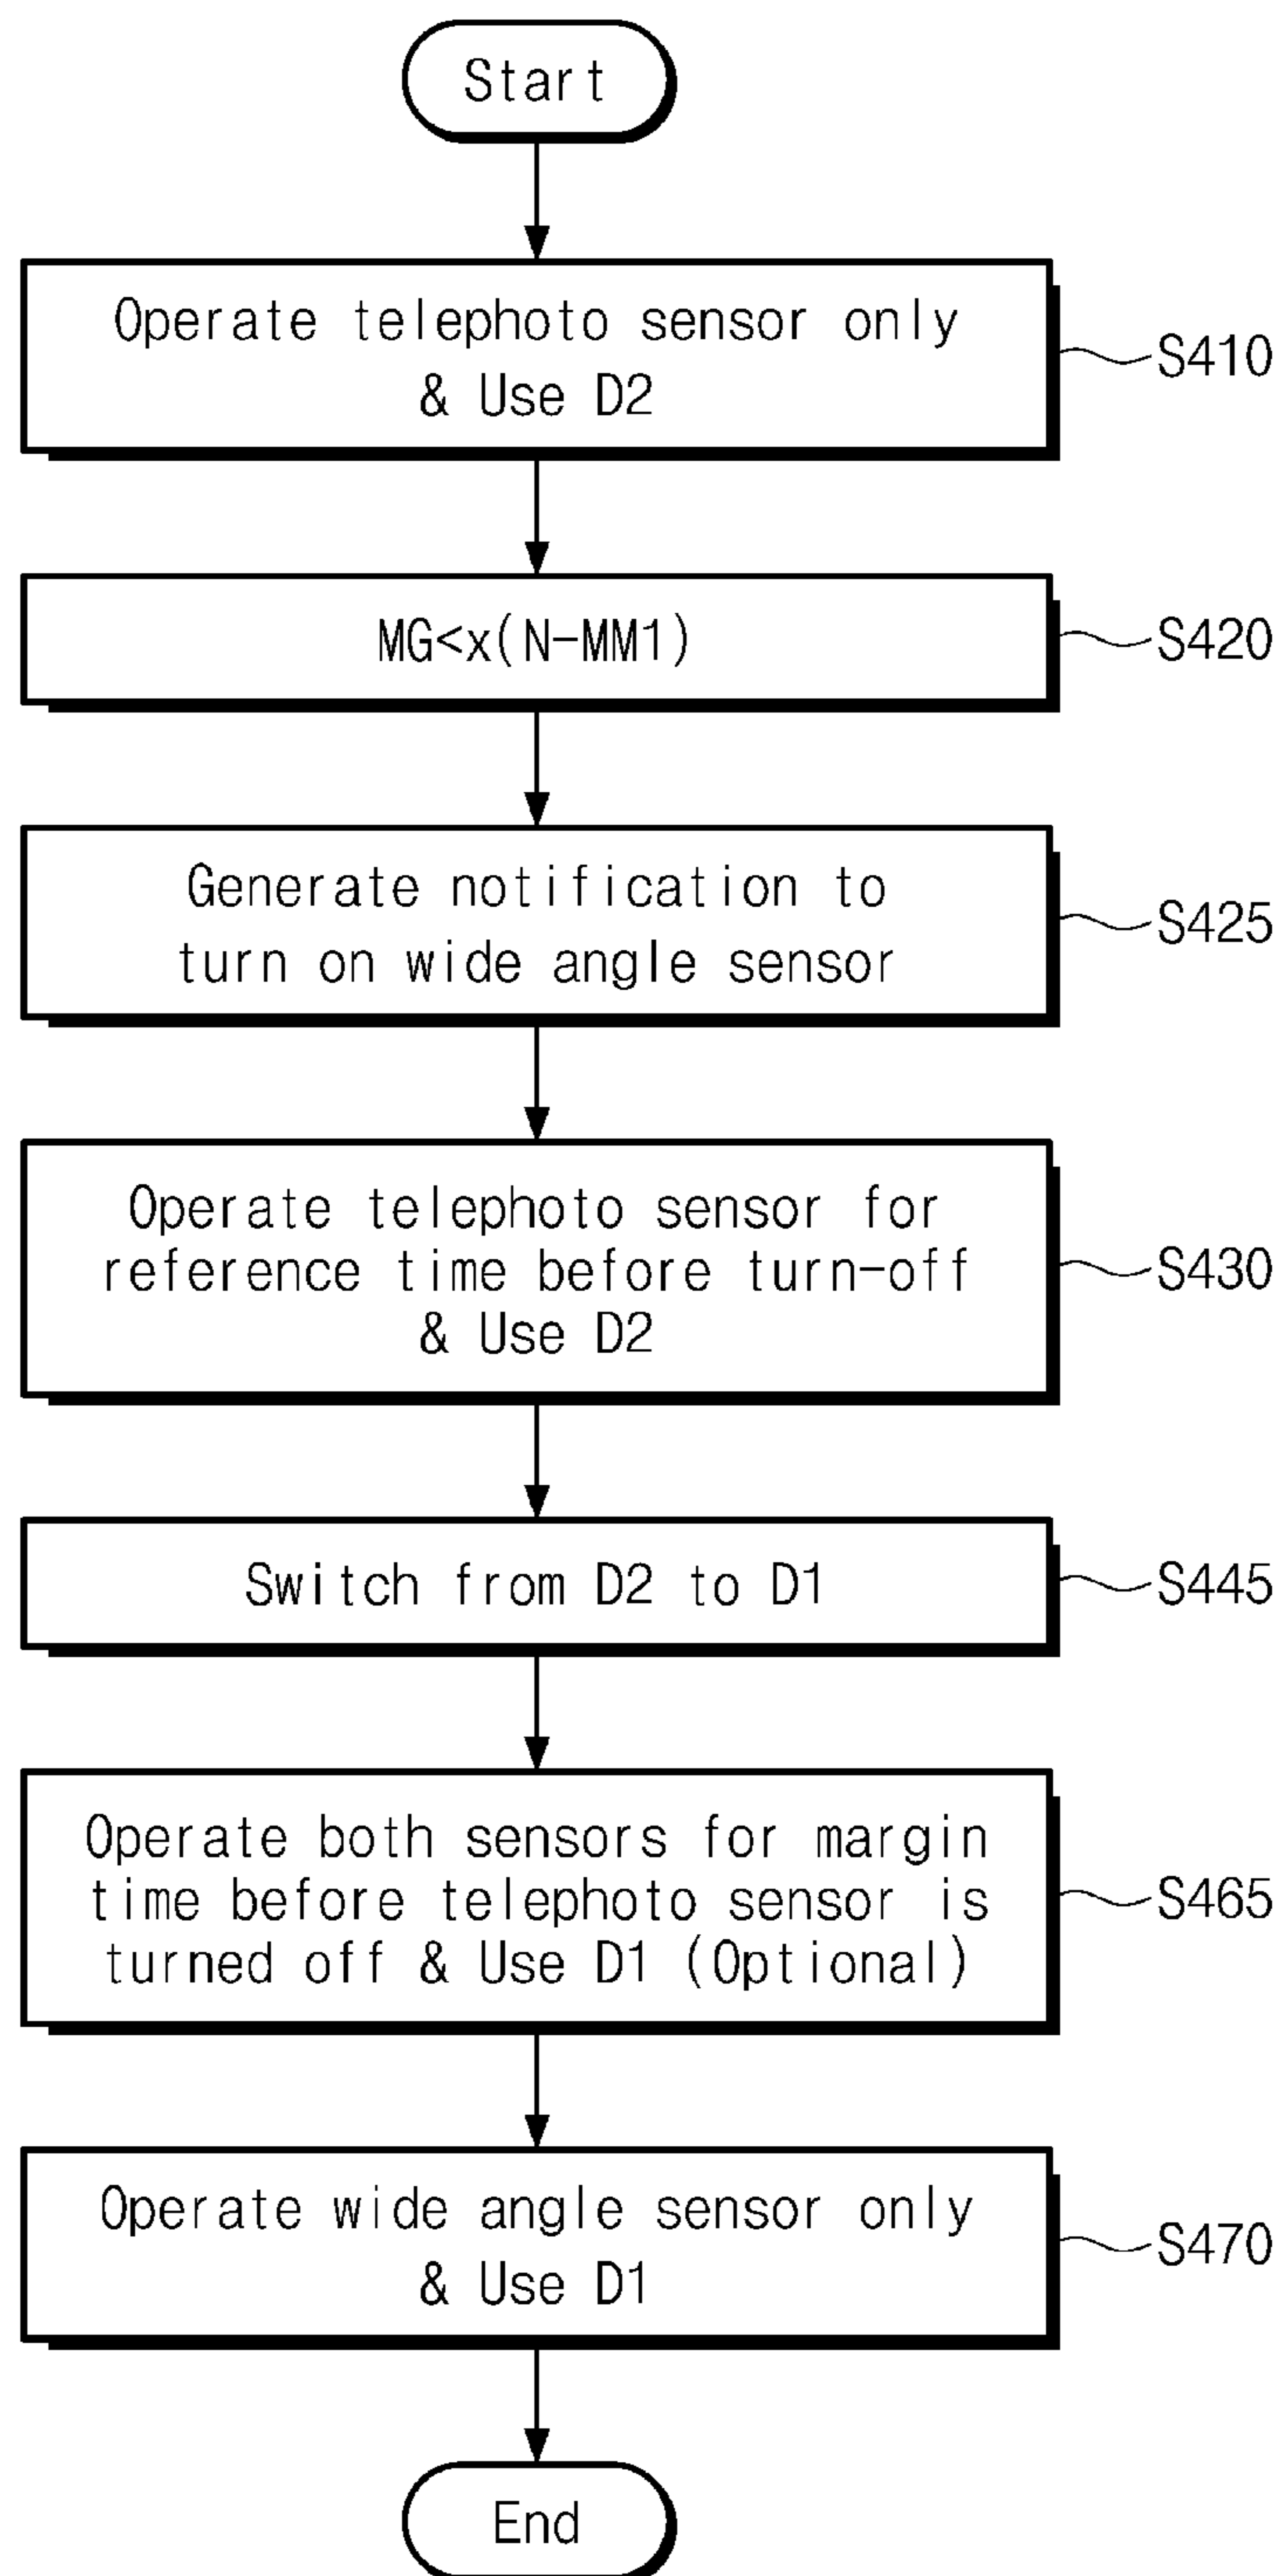 Start
Operate telephoto sensor only
& Use D2
S410
MG<x(N-MM1)
S420
Generate notification to
turn on wide angle sensor
S425
Operate telephoto sensor for
reference time before turn-off
& Use D2
S430
Switch from D2 to D1
S445
Operate both sensors for margin
time before telephoto sensor is
turned off & Use D1 (Optional)
S465
Operate wide angle sensor only
& Use D1
S470
End